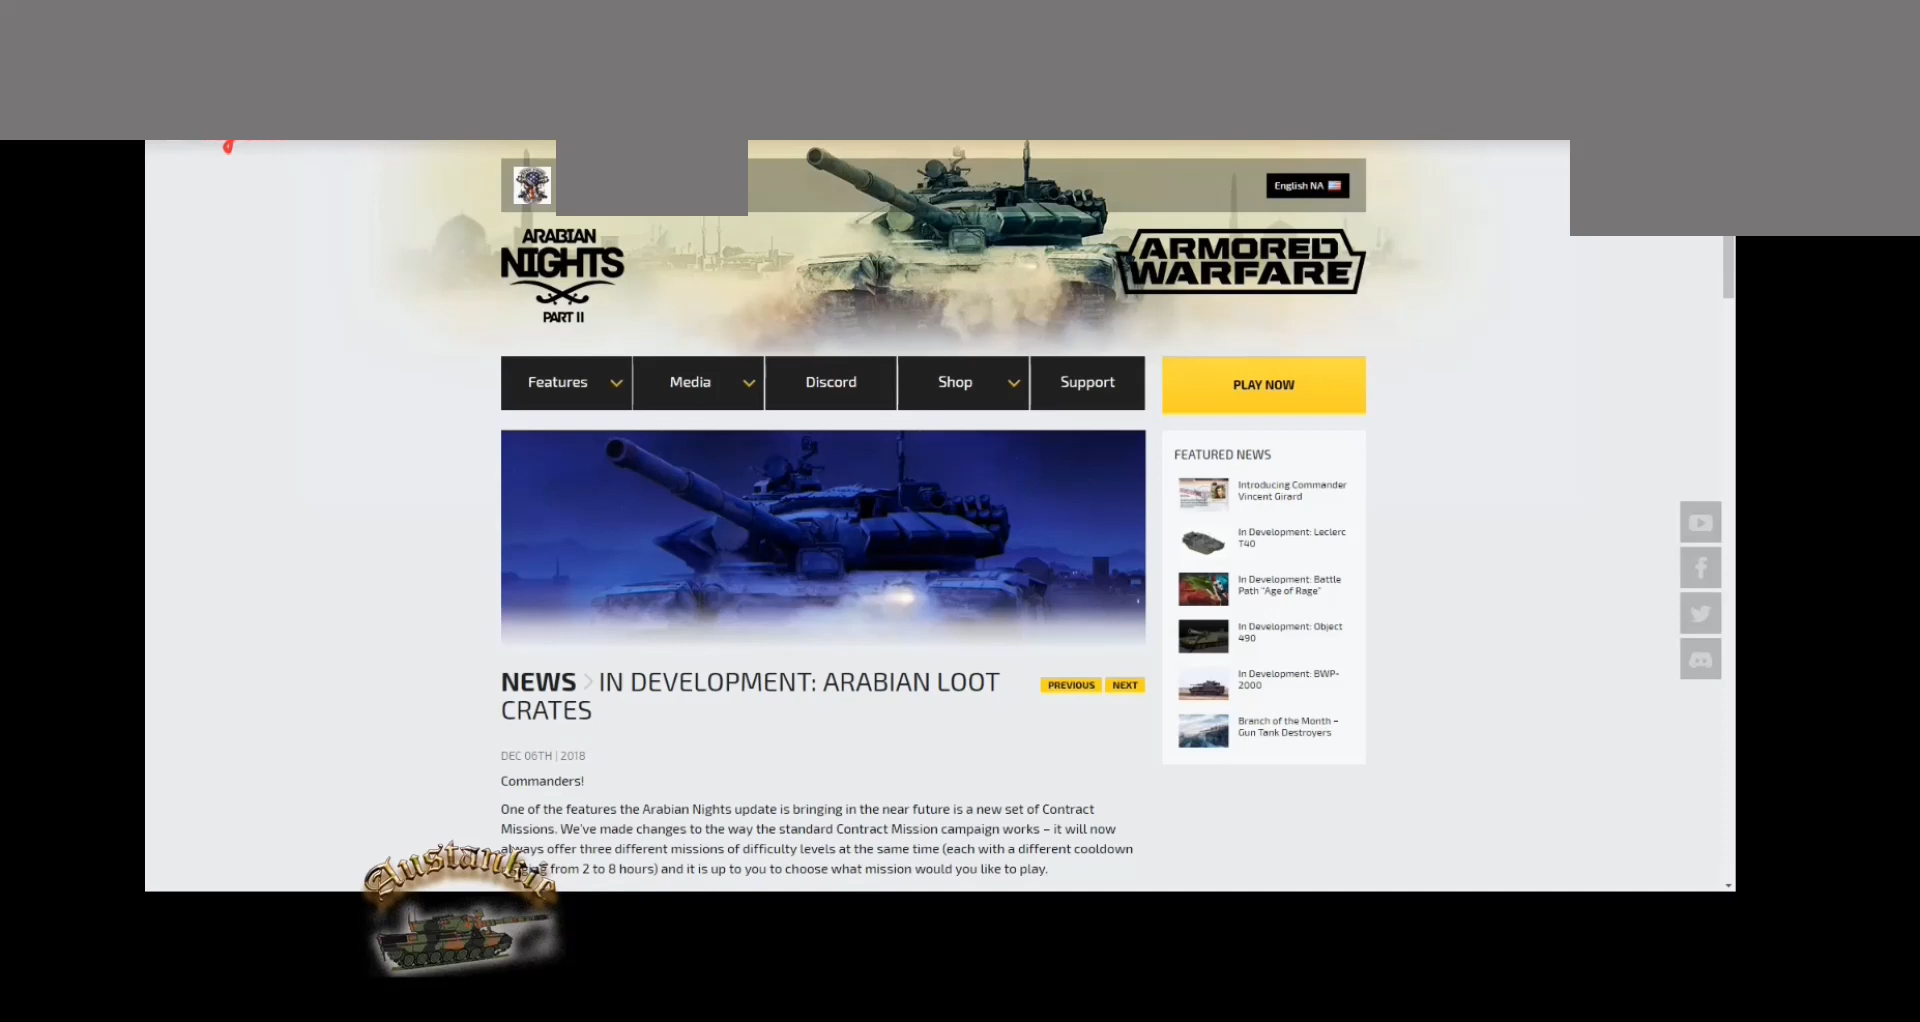 English NA
ARABIAN
NIGHTS
PART II
ARMORED
WARFARE
Features
Media
Discord
Shop
Support
PLAY NOW
FEATURED NEWS
Introducing Commander
Vincent Girard
In Development: Leclerc
T40
In Development: Battle
Path "Age of Rage"
In Development: Object
490
In Development: BWP-
2000
Branch of the Month –
Gun Tank Destroyers
NEWS > IN DEVELOPMENT: ARABIAN LOOT
CRATES
PREVIOUS
NEXT
DEC 06TH | 2018
Commanders!
One of the features the Arabian Nights update is bringing in the near future is a new set of Contract
Missions. We've made changes to the way the standard Contract Mission campaign works – it will now
always offer three different missions of difficulty levels at the same time (each with a different cooldown
from 2 to 8 hours) and it is up to you to choose what mission would you like to play.
Austankie